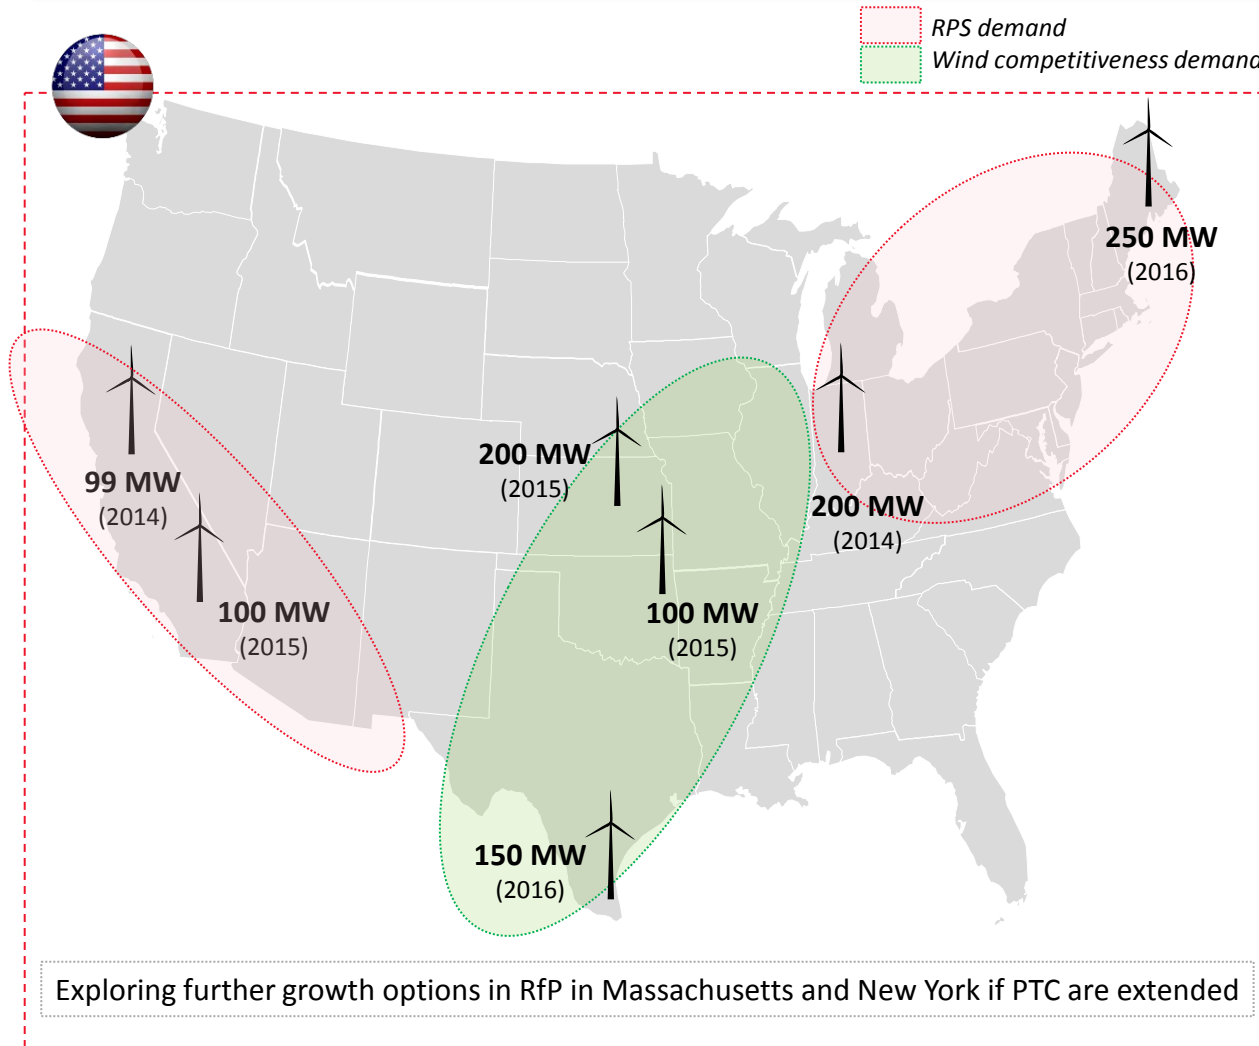 RPS demand
Wind competitiveness demand
250 MW
(2016)
200 MW
(2015)
99 MW
(2014)
200 MW
(2014)
100 MW
(2015)
100 MW
(2015)
150 MW
(2016)
Exploring further growth options in RfP in Massachusetts and New York if PTC are extended